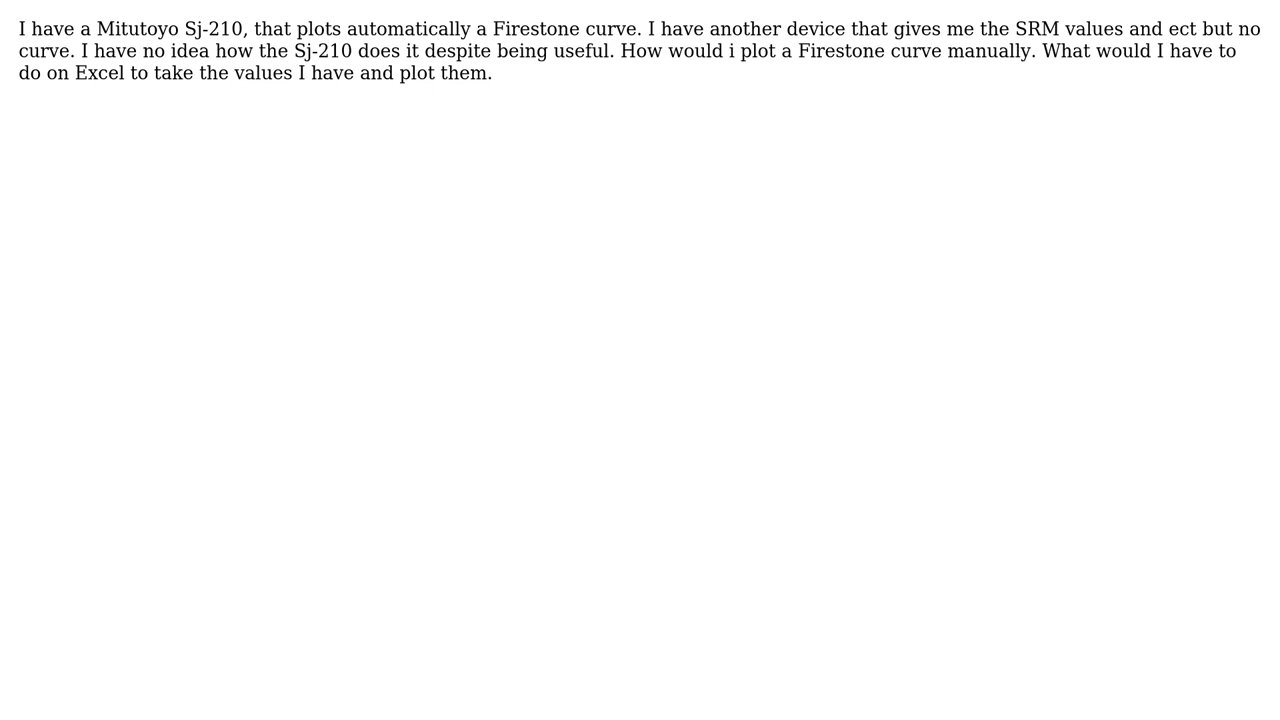 I have a Mitutoyo Sj-210, that plots automatically a Firestone curve. I have another device that gives me the SRM values and ect but no
curve. I have no idea how the Sj-210 does it despite being useful. How would i plot a Firestone curve manually. What would I have to
do on Excel to take the values I have and plot them.